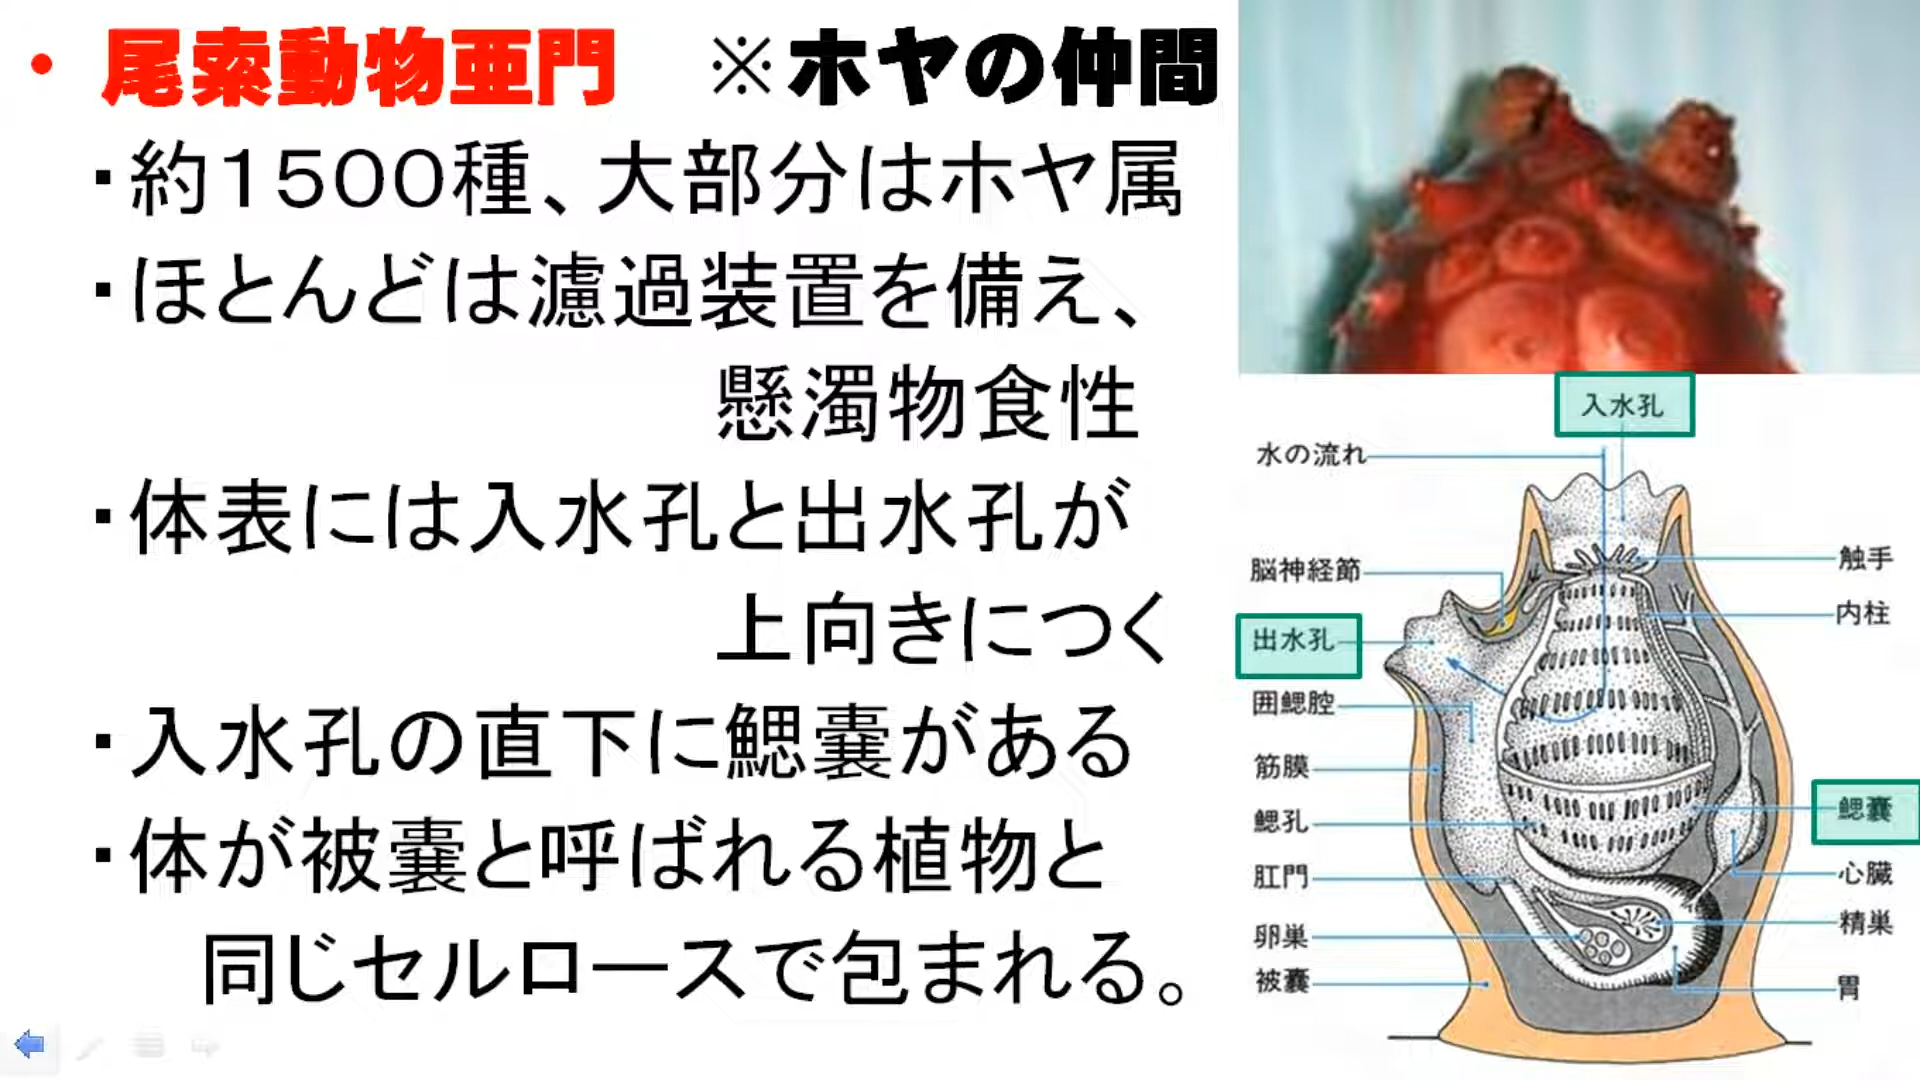 ・尾索動物亜門　※ホヤの仲間
・約１５００種、大部分はホヤ属
・ほとんどは濾過装置を備え、
懸濁物食性
・体表には入水孔と出水孔が
上向きにつく
・入水孔の直下に鰓嚢がある
・体が被嚢と呼ばれる植物と
同じセルロースで包まれる。
入水孔
水の流れ
脳神経節
出水孔
囲鰓腔
筋膜
鰓孔
肛門
卵巣
被嚢
触手
内柱
鰓嚢
心臓
精巣
胃